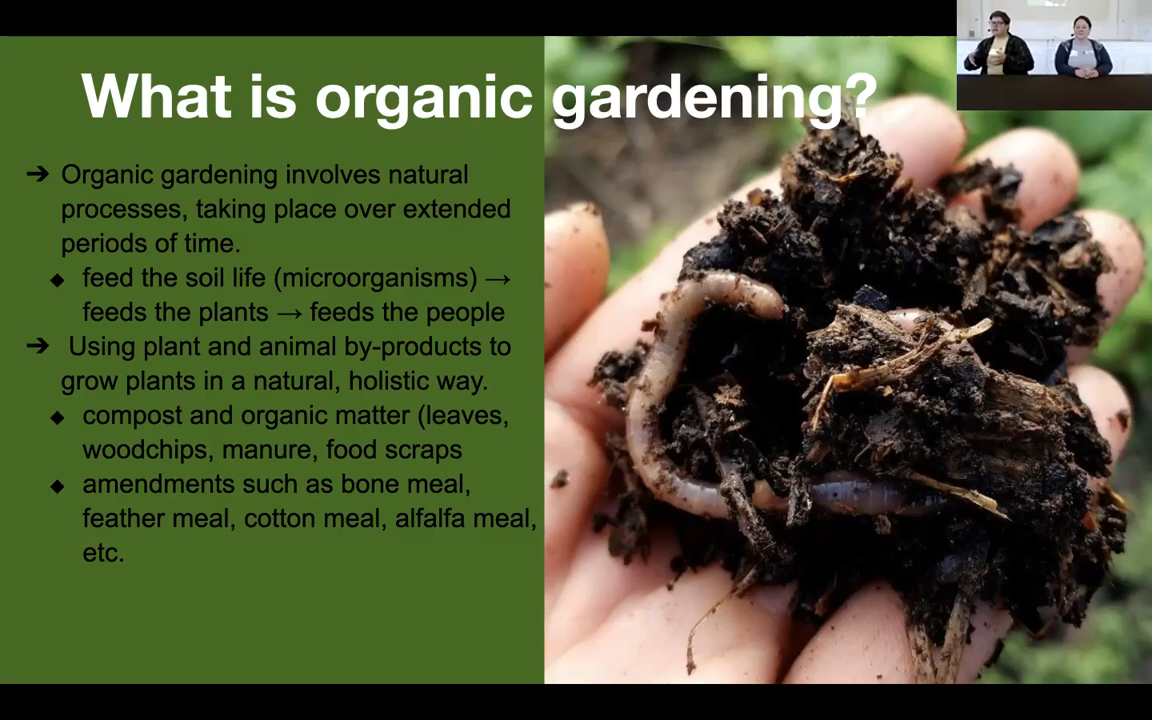 What is organic gardening?
➔ Organic gardening involves natural
processes, taking place over extended
periods of time.
◆ feed the soil life (microorganisms) →
feeds the plants → feeds the people
➔ Using plant and animal by-products to
grow plants in a natural, holistic way.
◆ compost and organic matter (leaves,
woodchips, manure, food scraps
◆ amendments such as bone meal,
feather meal, cotton meal, alfalfa meal,
etc.